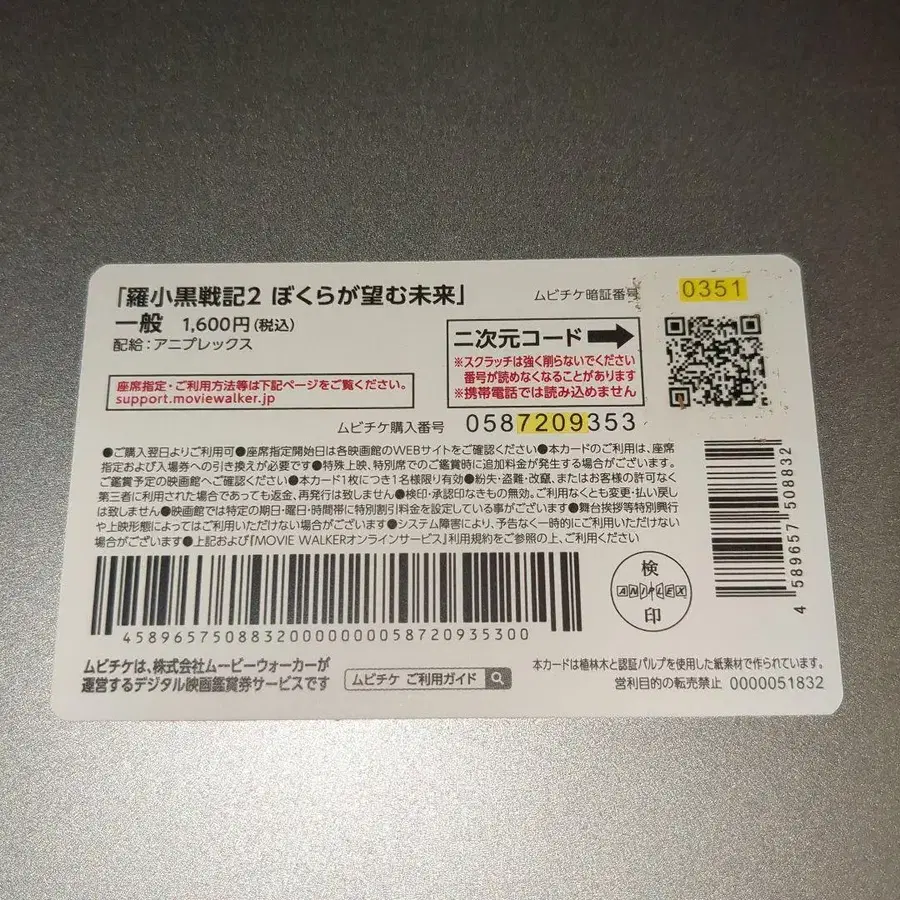 「羅小黒戦記2 ぼくらが望む未来」
一般 1,600円(税込)
配給：アニプレックス
ムビチケ暗証番号 0351
二次元コード
※スクラッチは強く削らないでください
番号が読めなくなることがあります
※携帯電話では読み込めません
座席指定・ご利用方法等は下記ページをご覧ください。
support.moviewalker.jp
ムビチケ購入番号 0587209353
●ご購入翌日よりご利用可●座席指定開始日は各映画館のWEBサイトをご確認ください●本カードのご利用は、座席
指定および入場券への引き換えが必要です●特殊上映、特別席でのご鑑賞時に追加料金が発生する場合がございます。
ご鑑賞予定の映画館へご確認ください●本カード1枚につき1名様限り有効●紛失・盗難・改竄、またはお客様の許可なく
第三者に利用された場合であっても返金、再発行は致しません●検印・承認印なきもの無効。ご利用なくとも変更・払い戻し
は致しません●映画館では特定の期日・曜日・時間帯に特別割引料金を設定している事がございます●舞台挨拶等特別興行
や上映形態によってはご利用いただけない場合がございます●システム障害により、予告なく一時的にご利用いただけない
場合がございます●上記および『MOVIE WALKERオンラインサービス』利用規約をご参照の上、ご利用ください
4589657508832000000000058720935300
4 589657 508832
検
ANIPLEX
印
ムビチケは、株式会社ムービーウォーカーが
運営するデジタル映画鑑賞券サービスです
ムビチケ ご利用ガイド
本カードは植林木と認証パルプを使用した紙素材で作られています。
営利目的の転売禁止 0000051832